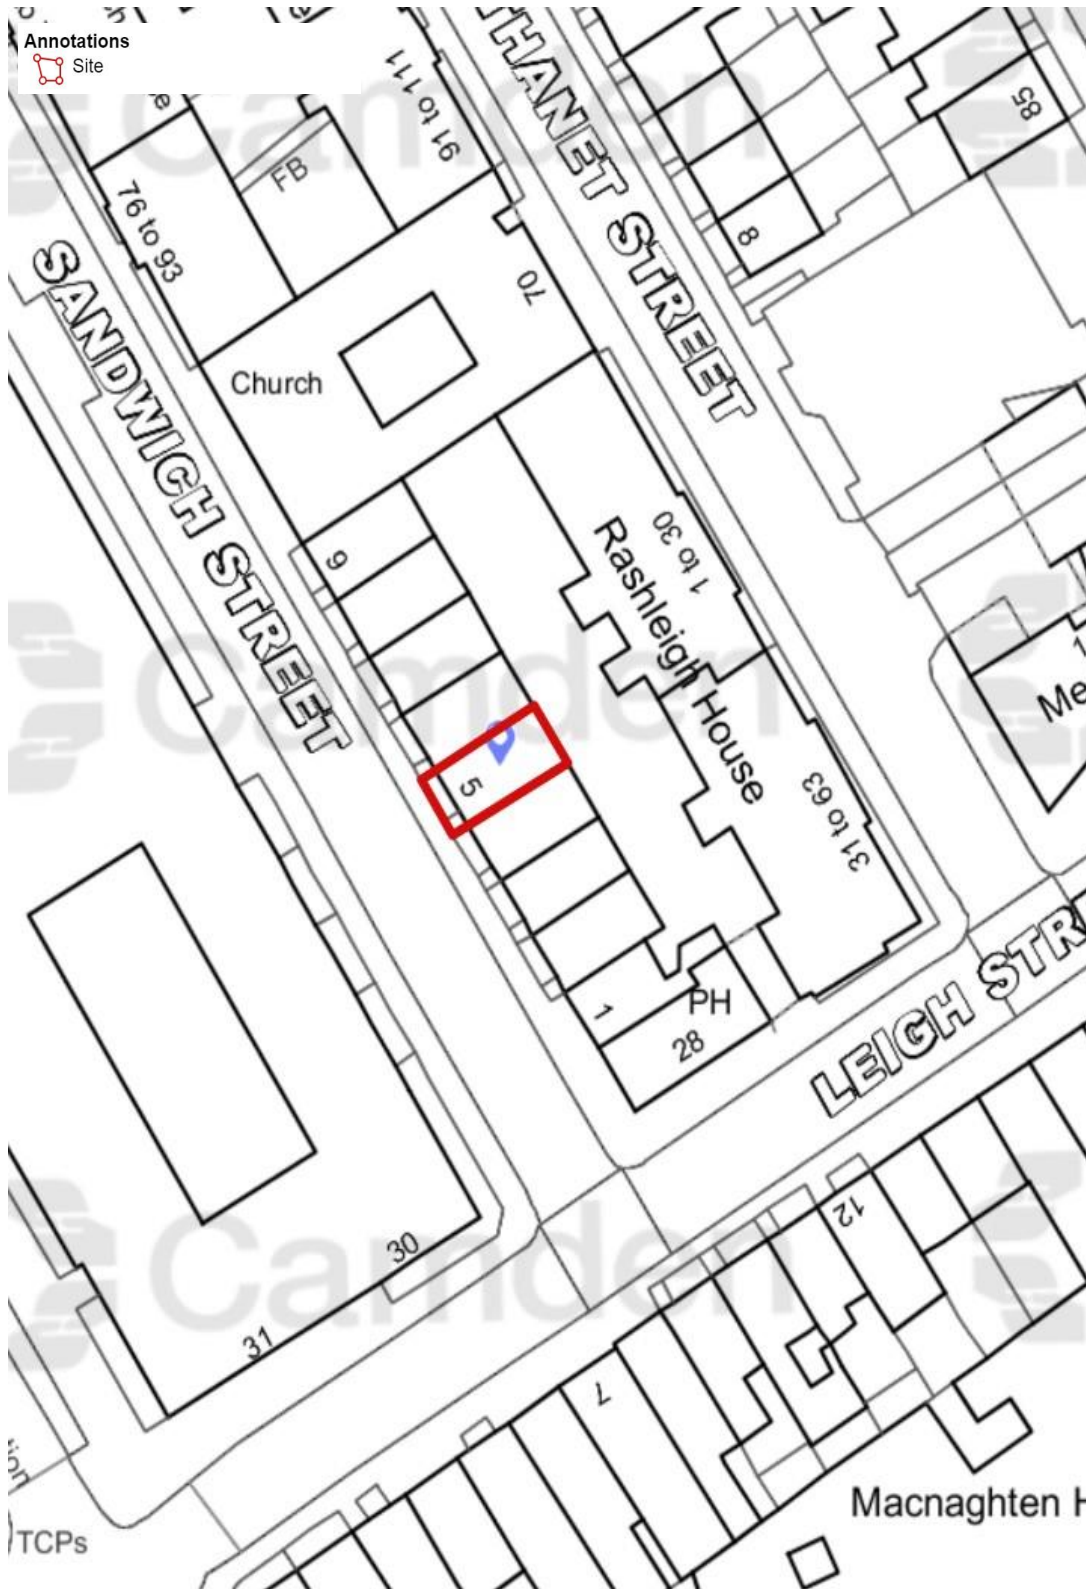 Annotations
Site
THANET STREET
91 to 111
FB
85
76 to 93
8
SANDWICH STREET
70
Church
1 to 30
9
Rashleigh House
5
31 to 63
1
PH
28
LEIGH STR
12
30
31
7
Macnaghten H
TCPs
Camden
Camden
Camden